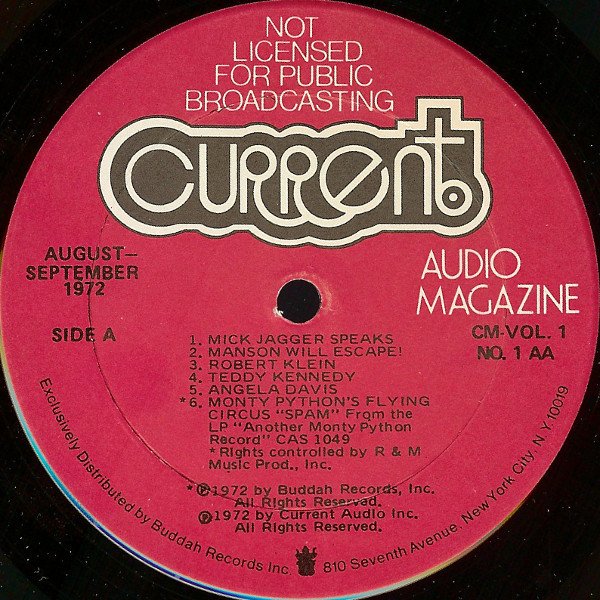 NOT
LICENSED
FOR PUBLIC
BROADCASTING
Current.
AUGUST—
SEPTEMBER
1972
SIDE A
AUDIO
MAGAZINE
CM-VOL. 1
NO. 1 AA
1. MICK JAGGER SPEAKS
2. MANSON WILL ESCAPE!
3. ROBERT KLEIN
4. TEDDY KENNEDY
5. ANGELA DAVIS
*6. MONTY PYTHON'S FLYING
CIRCUS "SPAM" From the
LP "Another Monty Python
Record" CAS 1049
*Rights controlled by R & M
Music Prod., Inc.
*℗1972 by Buddah Records, Inc.
All Rights Reserved.
℗1972 by Current Audio Inc.
All Rights Reserved.
Exclusively Distributed by Buddah Records Inc 810 Seventh Avenue, New York City, N.Y. 10019